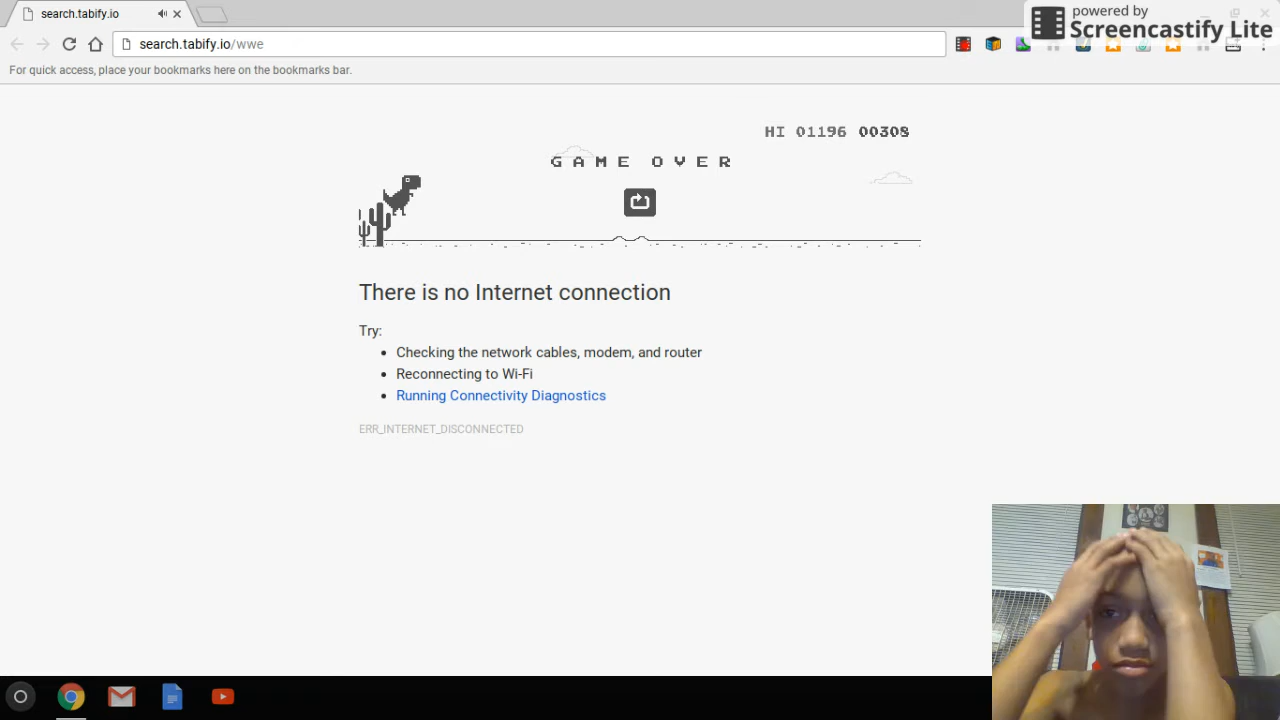 search.tabify.io
powered by
Screencastify Lite
search.tabify.io/wwe
For quick access, place your bookmarks here on the bookmarks bar.
HI 01196 00308
GAME OVER
There is no Internet connection
Try:
Checking the network cables, modem, and router
Reconnecting to Wi-Fi
Running Connectivity Diagnostics
ERR_INTERNET_DISCONNECTED